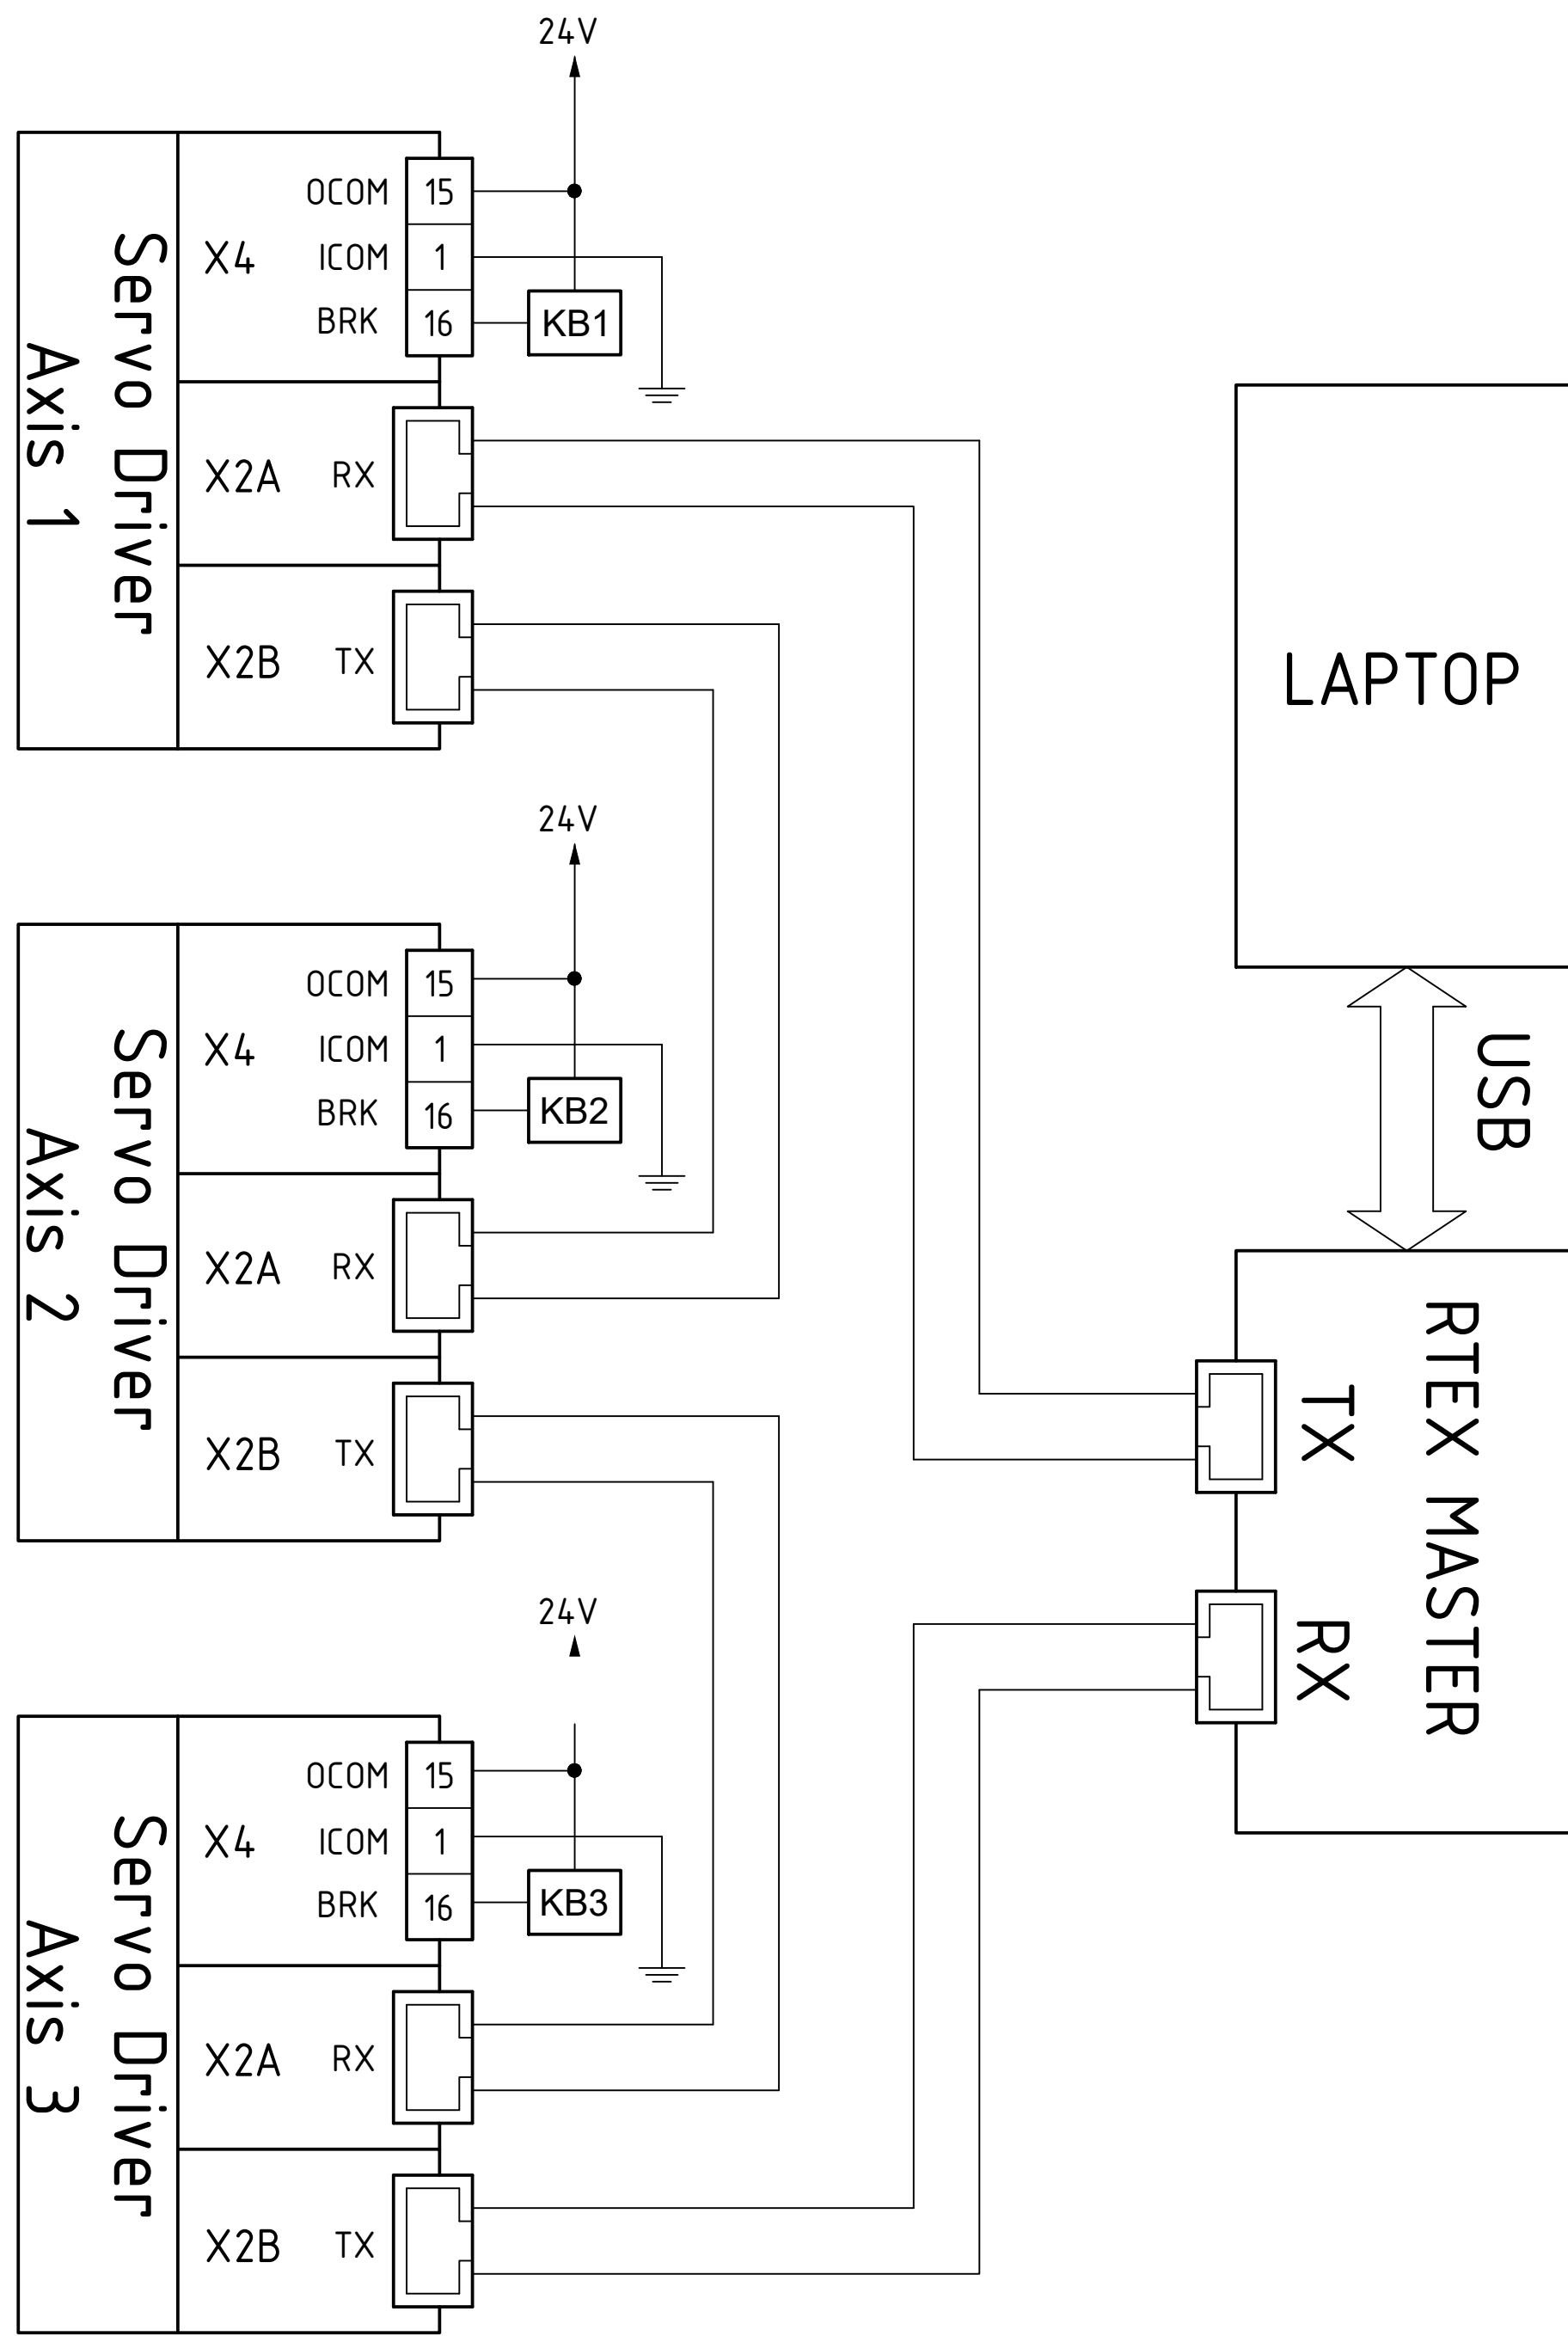 24V
OCOM 15
X4 ICOM 1
BRK 16 KB1
X2A RX
X2B TX
Servo Driver
Axis 1
LAPTOP
24V
OCOM 15
X4 ICOM 1
BRK 16 KB2
X2A RX
X2B TX
Servo Driver
Axis 2
USB
RTEX MASTER
TX
RX
24V
OCOM 15
X4 ICOM 1
BRK 16 KB3
X2A RX
X2B TX
Servo Driver
Axis 3